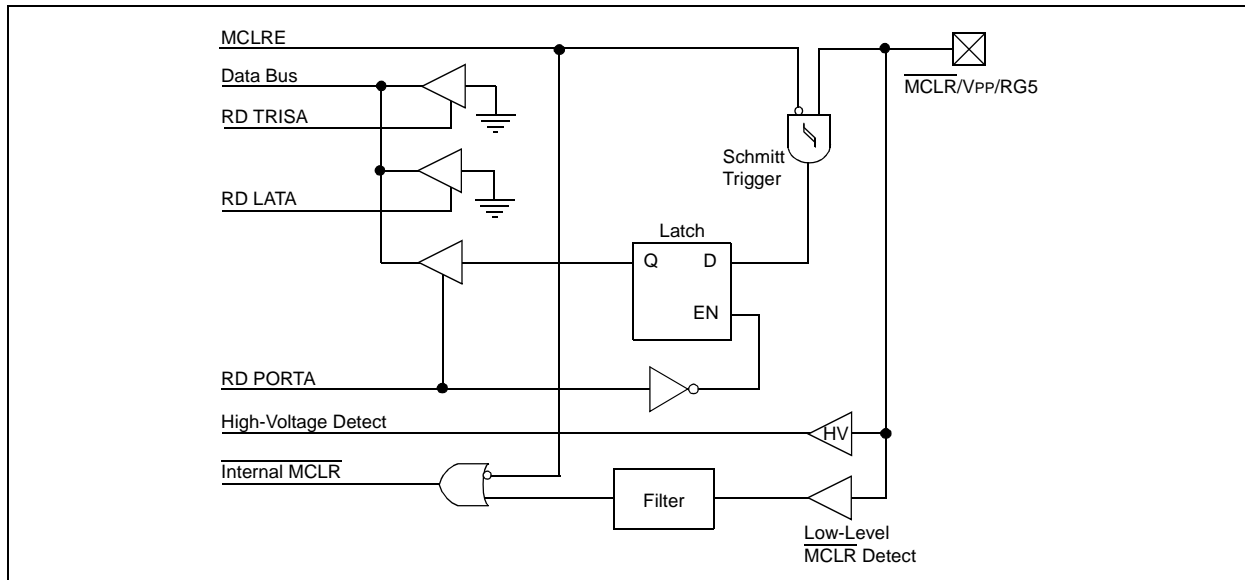 MCLRE
Data Bus
MCLR/VPP/RG5
RD TRISA
Schmitt
Trigger
RD LATA
Latch
Q
D
EN
RD PORTA
High-Voltage Detect
HV
Internal MCLR
Filter
Low-Level
MCLR Detect